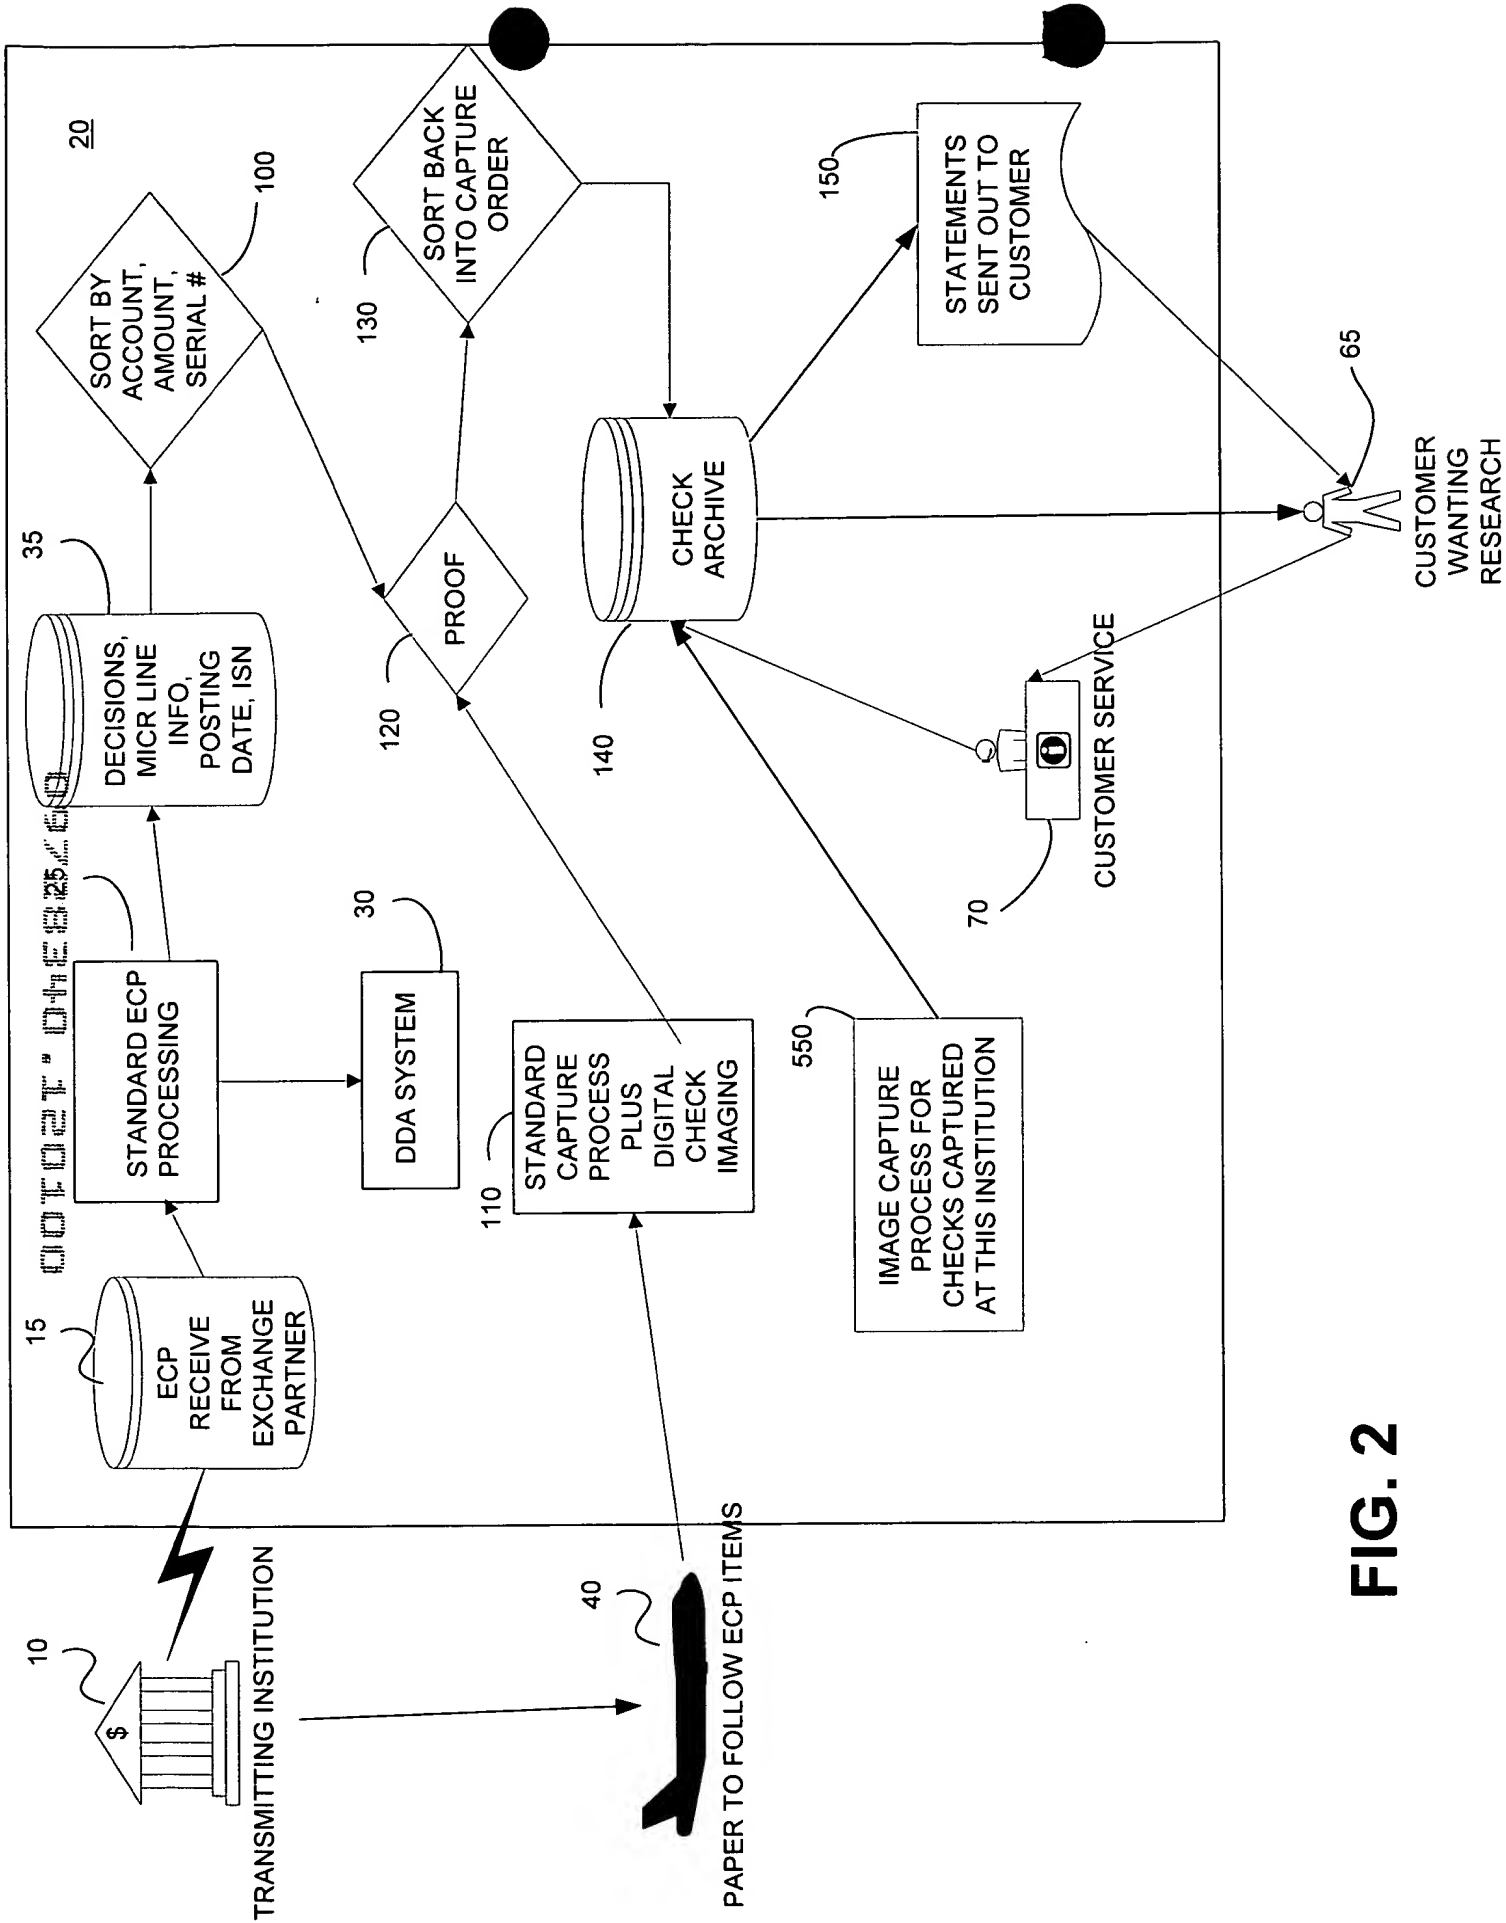 20
10
TRANSMITTING INSTITUTION
$
15
ECP
RECEIVE
FROM
EXCHANGE
PARTNER
25
STANDARD ECP
PROCESSING
35
DECISIONS,
MICR LINE
INFO,
POSTING
DATE, ISN
100
SORT BY
ACCOUNT,
AMOUNT,
SERIAL #
30
DDA SYSTEM
40
PAPER TO FOLLOW ECP ITEMS
110
STANDARD
CAPTURE
PROCESS
PLUS
DIGITAL
CHECK
IMAGING
120
PROOF
130
SORT BACK
INTO CAPTURE
ORDER
140
CHECK
ARCHIVE
150
STATEMENTS
SENT OUT TO
CUSTOMER
550
IMAGE CAPTURE
PROCESS FOR
CHECKS CAPTURED
AT THIS INSTITUTION
70
i
CUSTOMER SERVICE
65
CUSTOMER
WANTING
RESEARCH
FIG. 2